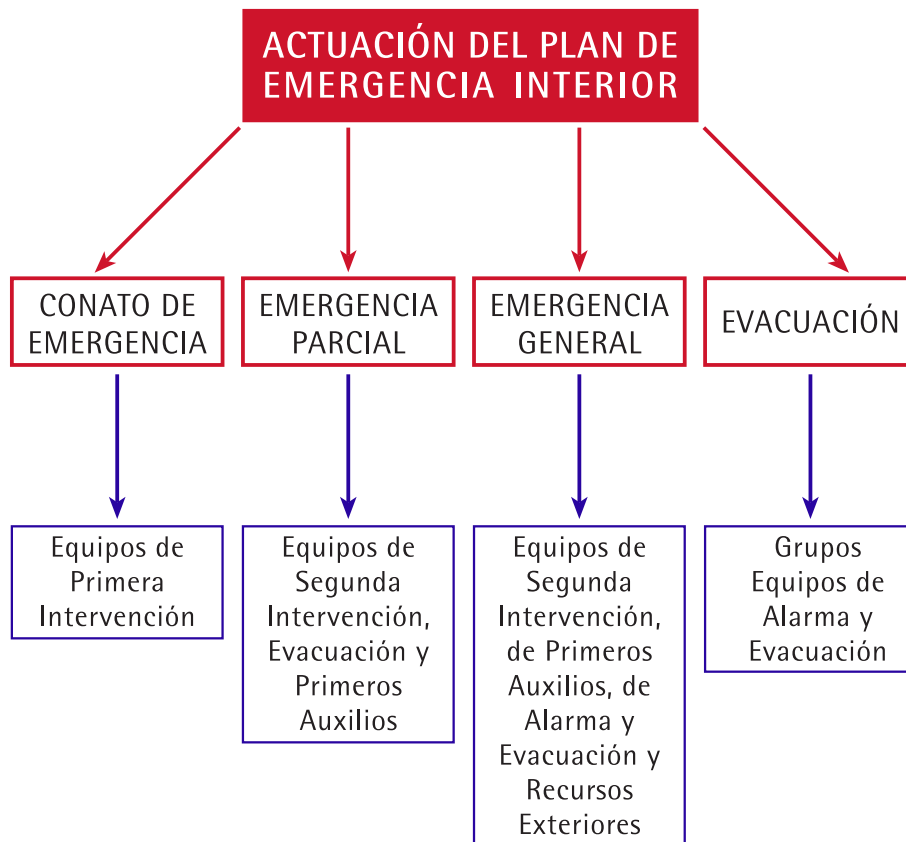 ACTUACIÓN DEL PLAN DE
EMERGENCIA INTERIOR
CONATO DE
EMERGENCIA
EMERGENCIA
PARCIAL
EMERGENCIA
GENERAL
EVACUACIÓN
Equipos de
Primera
Intervención
Equipos de
Segunda
Intervención,
Evacuación y
Primeros
Auxilios
Equipos de
Segunda
Intervención,
de Primeros
Auxilios, de
Alarma y
Evacuación y
Recursos
Exteriores
Grupos
Equipos de
Alarma y
Evacuación